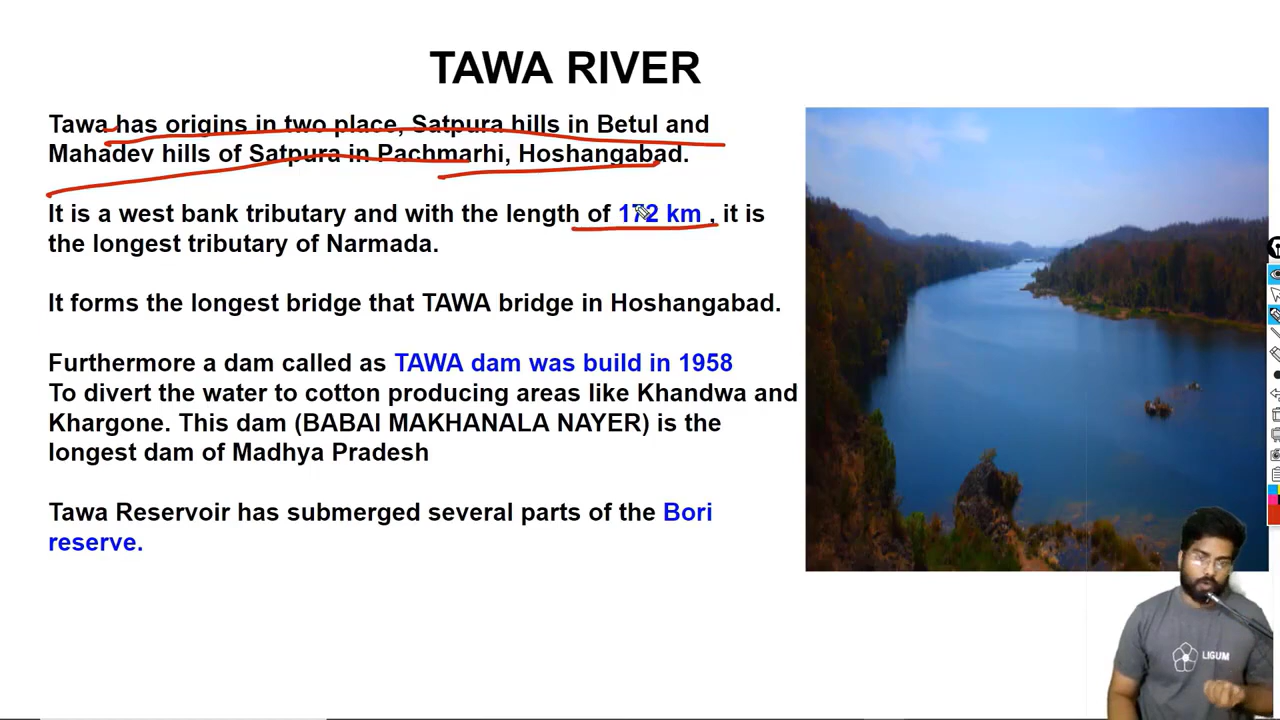 TAWA RIVER
Tawa has origins in two place, Satpura hills in Betul and
Mahadev hills of Satpura in Pachmarhi, Hoshangabad.
It is a west bank tributary and with the length of 172 km , it is
the longest tributary of Narmada.
It forms the longest bridge that TAWA bridge in Hoshangabad.
Furthermore a dam called as TAWA dam was build in 1958
To divert the water to cotton producing areas like Khandwa and
Khargone. This dam (BABAI MAKHANALA NAYER) is the
longest dam of Madhya Pradesh
Tawa Reservoir has submerged several parts of the Bori
reserve.
LIGUM